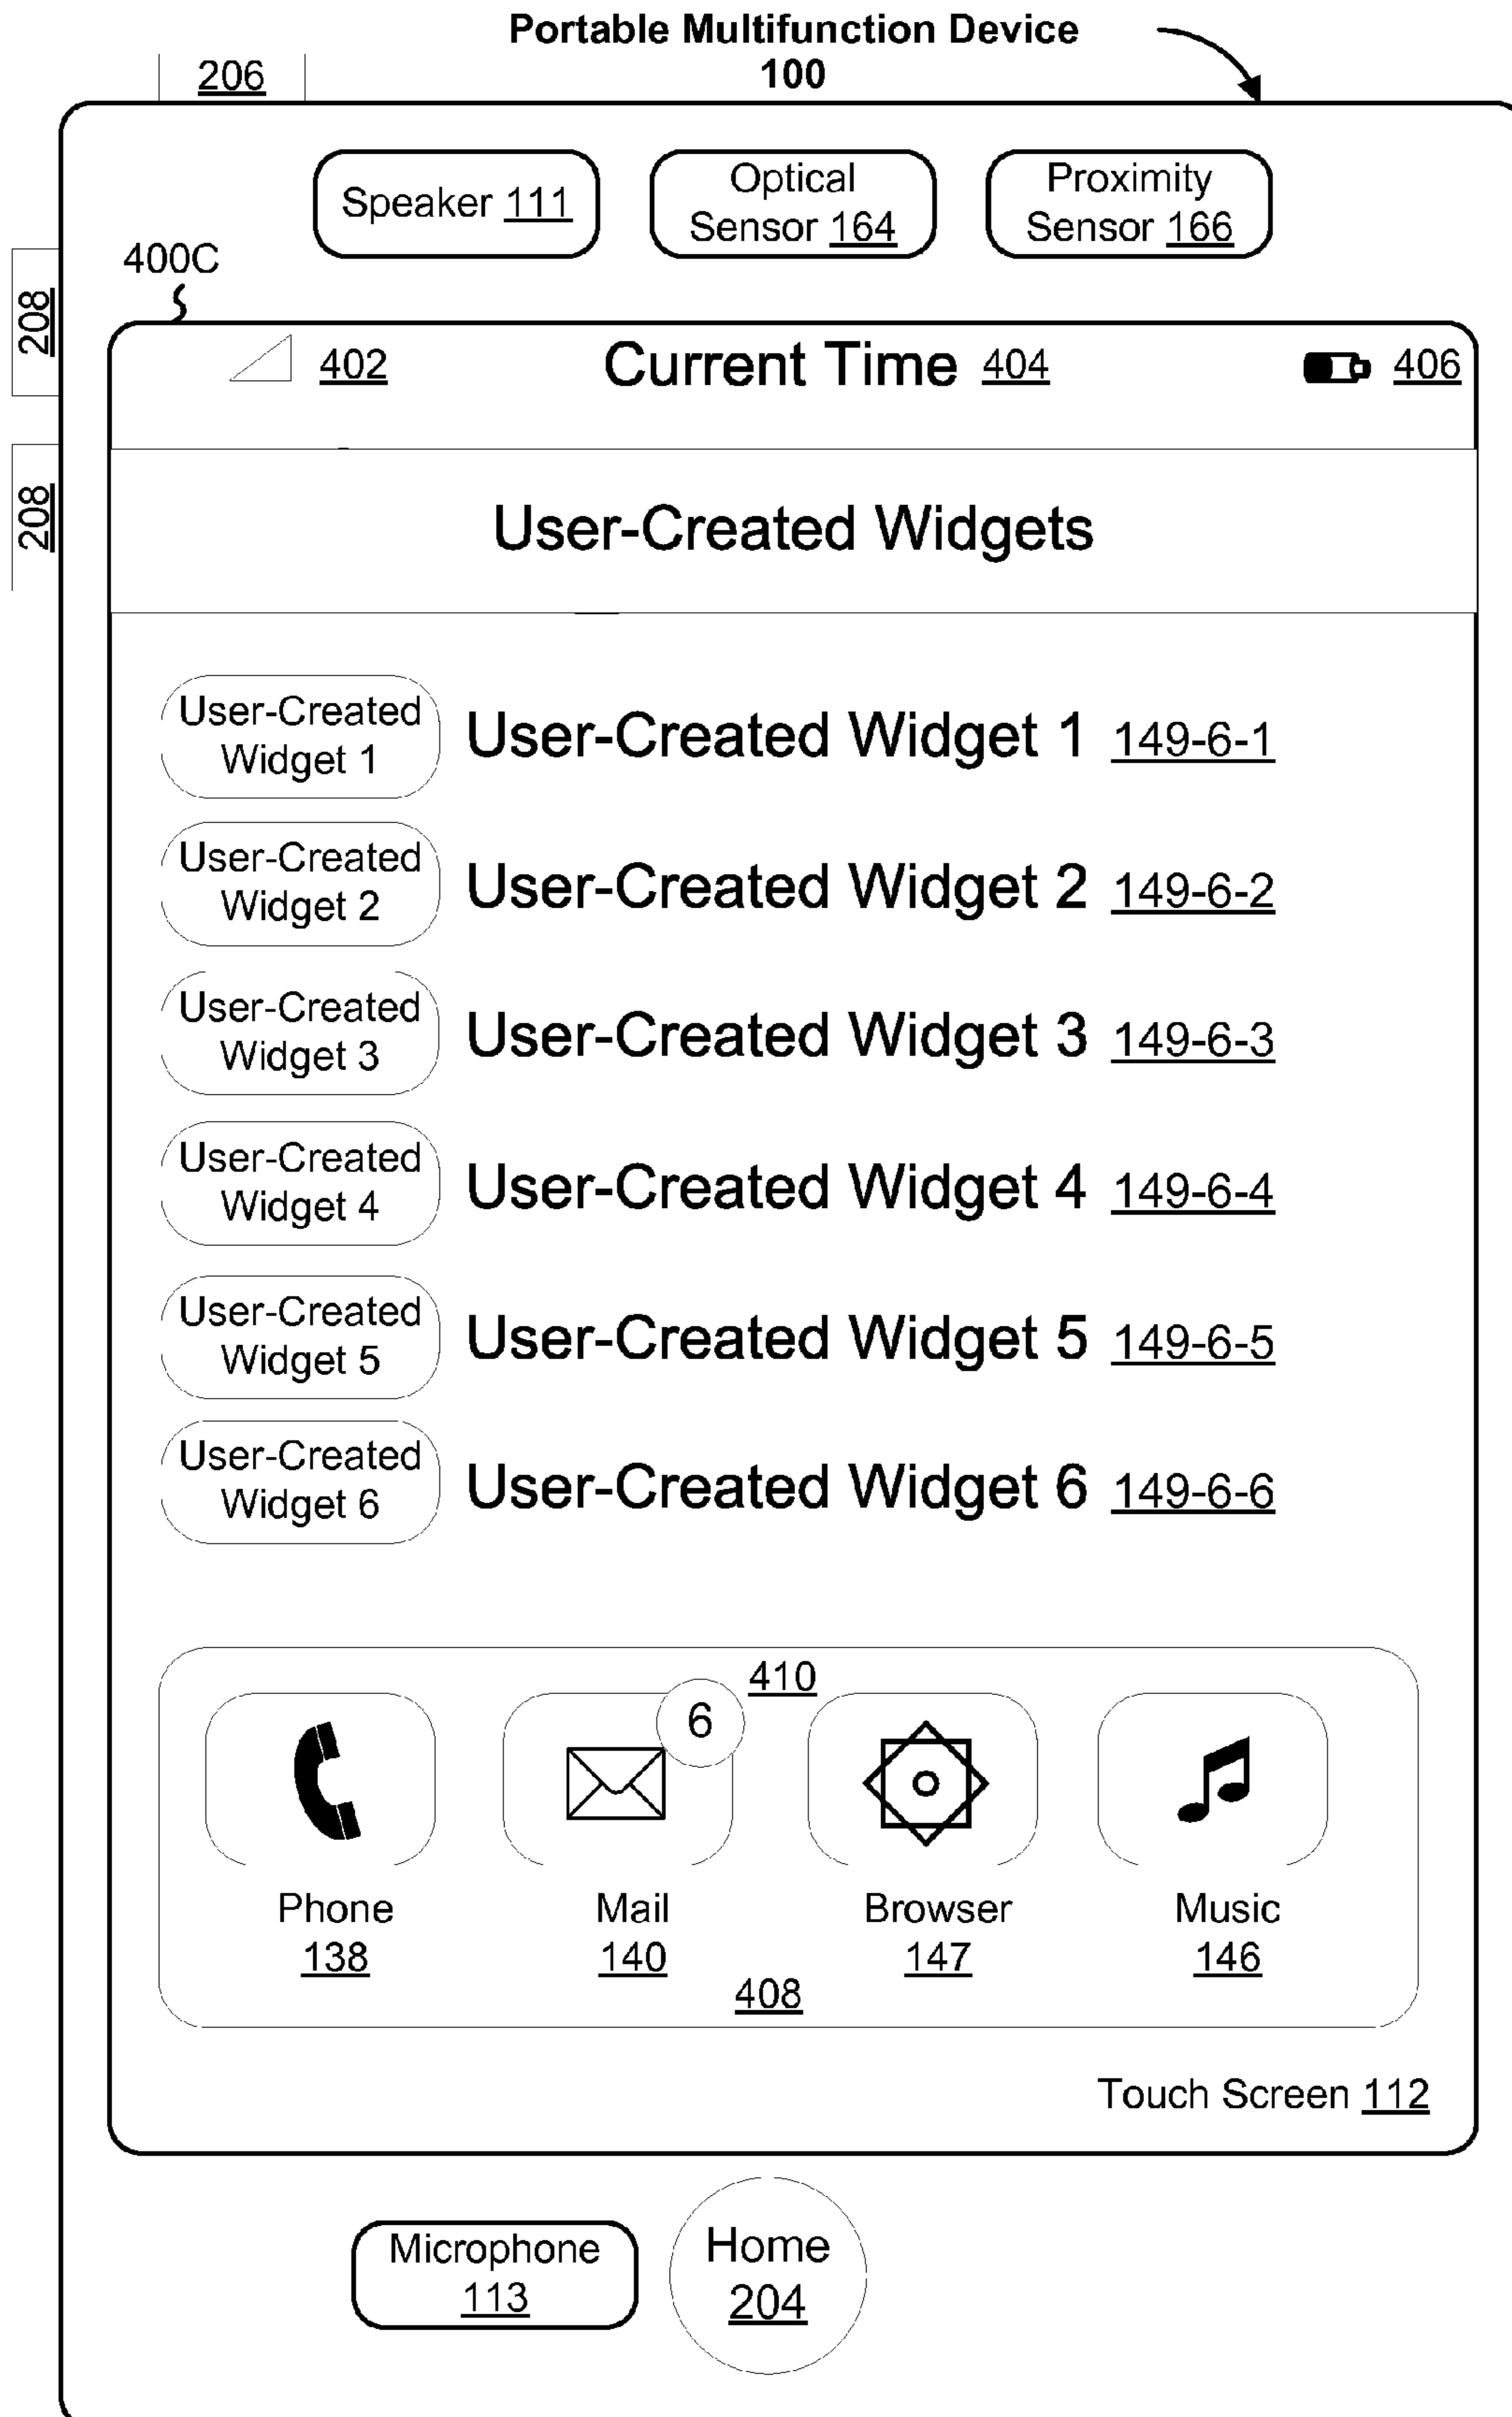 Portable Multifunction Device
100
206
Speaker 111
Optical
Sensor 164
Proximity
Sensor 166
400C
208
208
402
Current Time 404
406
User-Created Widgets
User-Created
Widget 1
User-Created Widget 1 149-6-1
User-Created
Widget 2
User-Created Widget 2 149-6-2
User-Created
Widget 3
User-Created Widget 3 149-6-3
User-Created
Widget 4
User-Created Widget 4 149-6-4
User-Created
Widget 5
User-Created Widget 5 149-6-5
User-Created
Widget 6
User-Created Widget 6 149-6-6
410
6
Phone
138
Mail
140
Browser
147
Music
146
408
Touch Screen 112
Microphone
113
Home
204